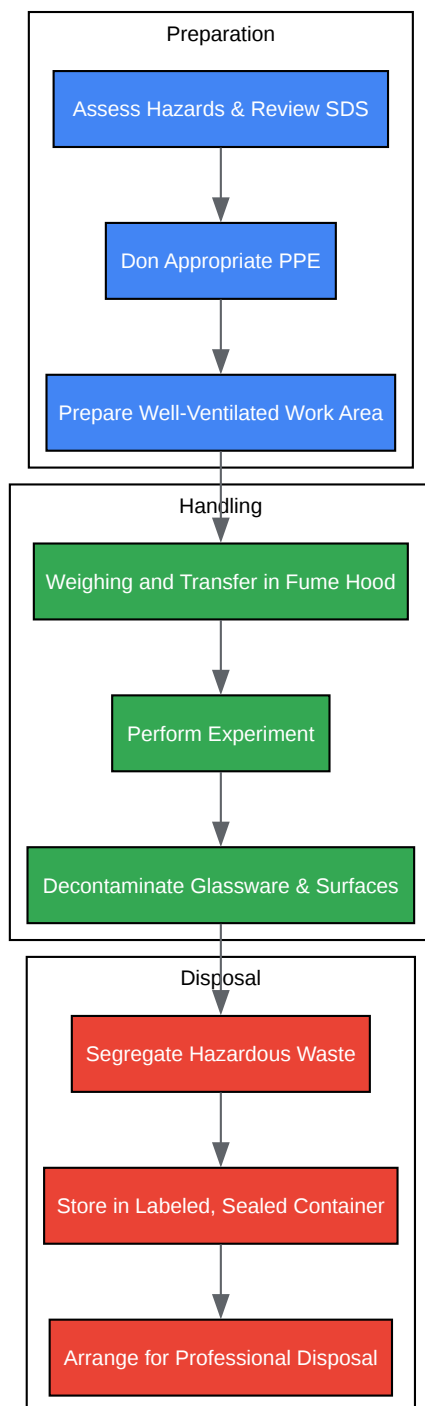 Preparation
Assess Hazards & Review SDS
Don Appropriate PPE
Prepare Well-Ventilated Work Area
Handling
Weighing and Transfer in Fume Hood
Perform Experiment
Decontaminate Glassware & Surfaces
Disposal
Segregate Hazardous Waste
Store in Labeled, Sealed Container
Arrange for Professional Disposal